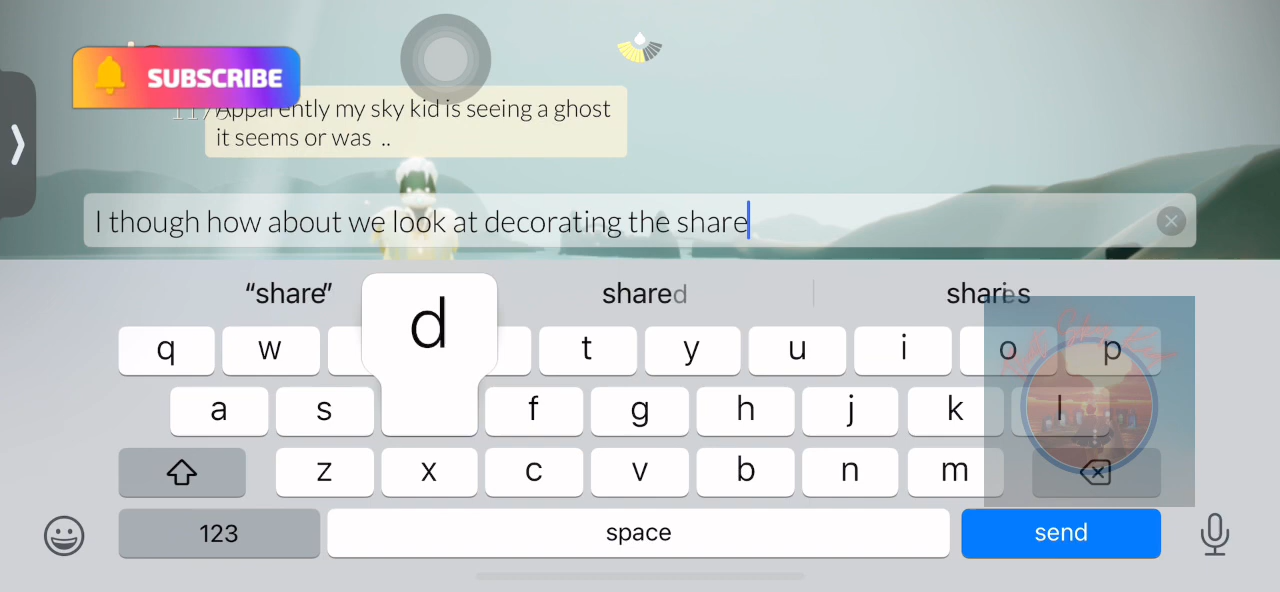 SUBSCRIBE
Apparently my sky kid is seeing a ghost
it seems or was ..
I though how about we look at decorating the share
“share” shared sharies
d
q w t y u i o p
a s f g h j k l
z x c v b n m
123 space send